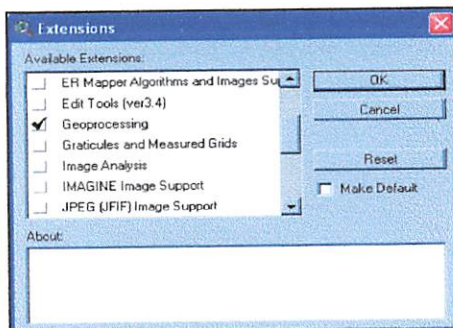 Extensions
Available Extensions:
ER Mapper Algorithms and Images Su
Edit Tools (ver3.4)
Geoprocessing
Graticules and Measured Grids
Image Analysis
IMAGINE Image Support
JPEG (JFIF) Image Support
OK
Cancel
Reset
Make Default
About: